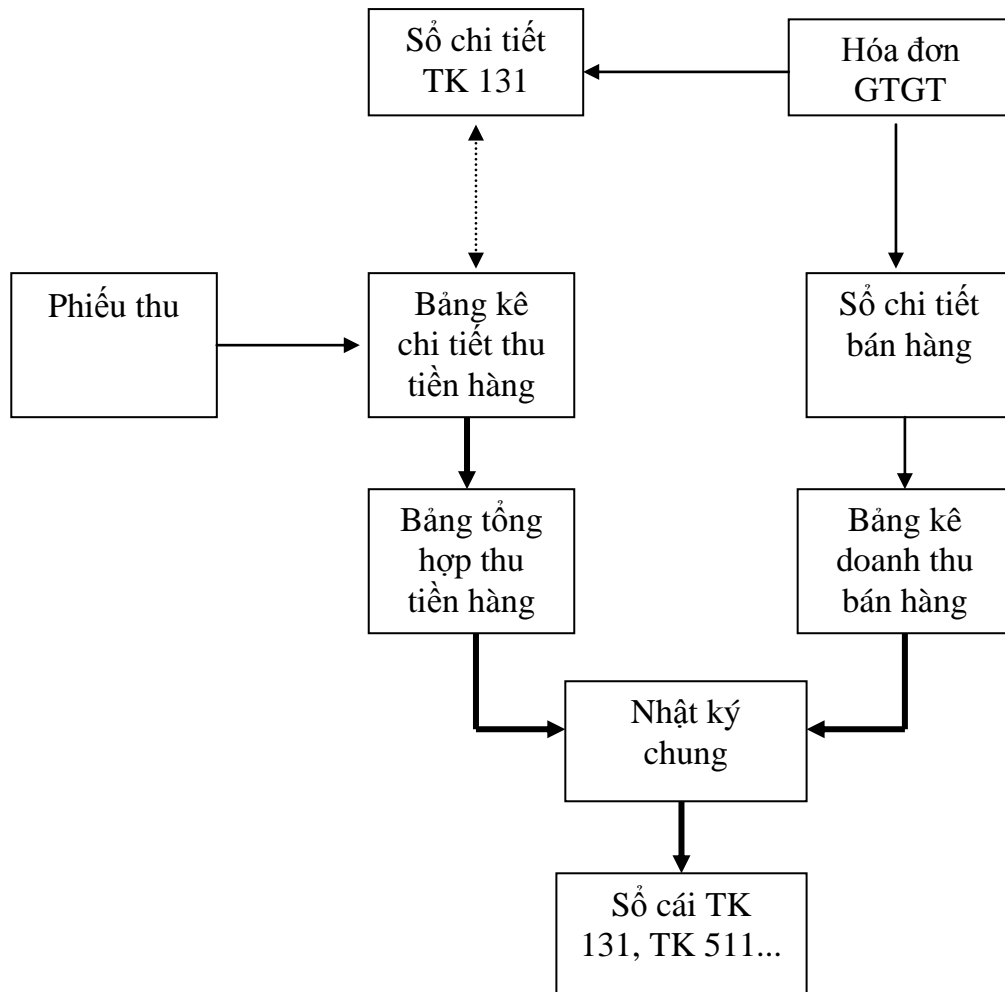 Sổ chi tiết
TK 131
Hóa đơn
GTGT
Phiếu thu
Bảng kê
chi tiết thu
tiền hàng
Sổ chi tiết
bán hàng
Bảng tổng
hợp thu
tiền hàng
Bảng kê
doanh thu
bán hàng
Nhật ký
chung
Sổ cái TK
131, TK 511...